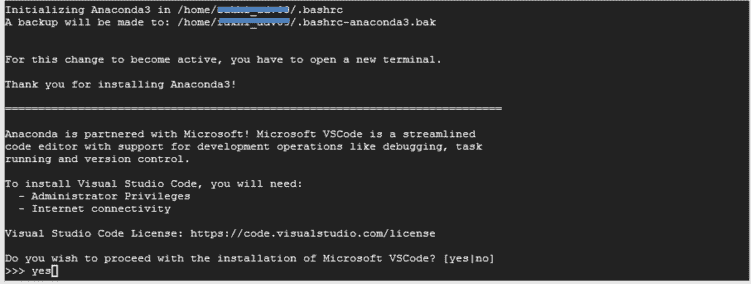 Initializing Anaconda3 in /home/ /.bashrc
A backup will be made to: /home/ /.bashrc-anaconda3.bak
For this change to become active, you have to open a new terminal.
Thank you for installing Anaconda3!
===========================================================================
Anaconda is partnered with Microsoft! Microsoft VSCode is a streamlined
code editor with support for development operations like debugging, task
running and version control.
To install Visual Studio Code, you will need:
- Administrator Privileges
- Internet connectivity
Visual Studio Code License: https://code.visualstudio.com/license
Do you wish to proceed with the installation of Microsoft VSCode? [yes|no]
>>> yes